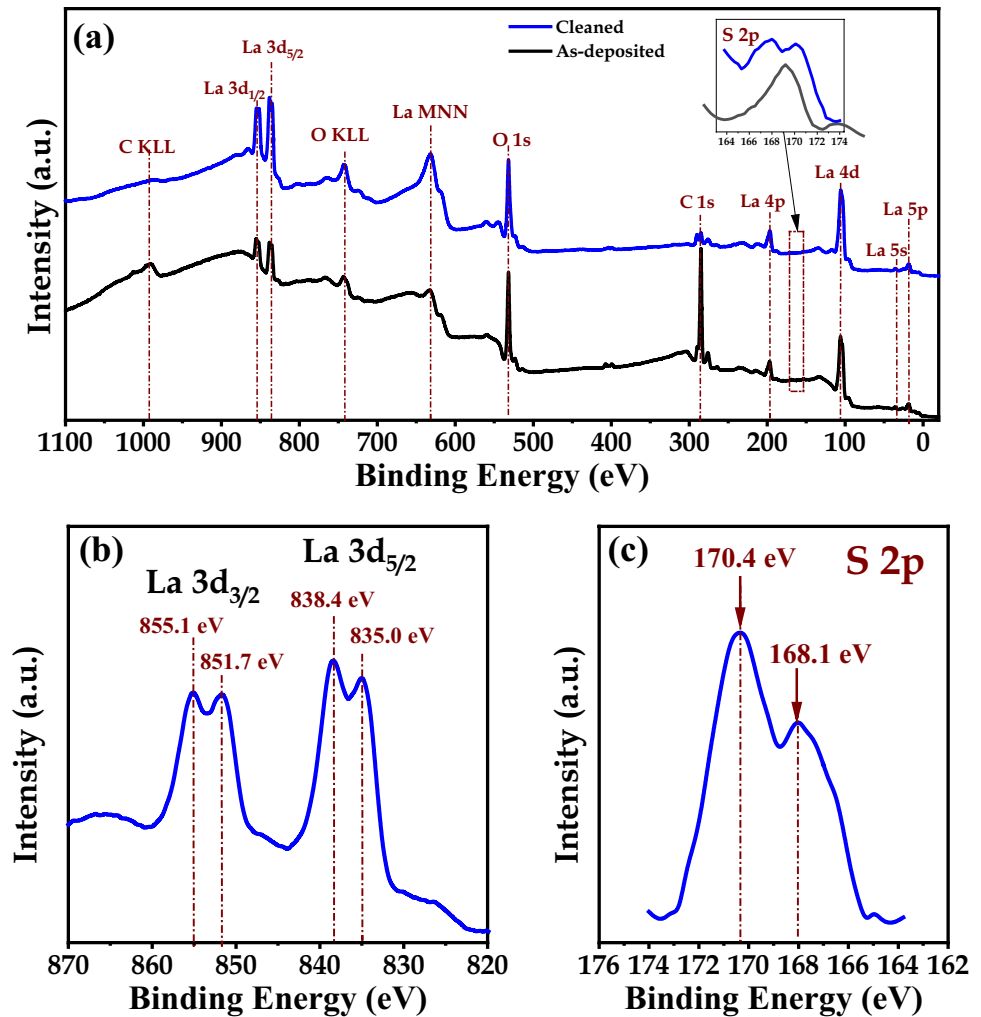 (a)
Cleaned
As-deposited
S 2p
164 166 168 170 172 174
C KLL
La 3d1/2
La 3d5/2
O KLL
La MNN
O 1s
C 1s
La 4p
La 4d
La 5s
La 5p
Intensity (a.u.)
1100 1000 900 800 700 600 500 400 300 200 100 0
Binding Energy (eV)
(b)
La 3d3/2
La 3d5/2
855.1 eV
851.7 eV
838.4 eV
835.0 eV
Intensity (a.u.)
870 860 850 840 830 820
Binding Energy (eV)
(c)
S 2p
170.4 eV
168.1 eV
Intensity (a.u.)
176 174 172 170 168 166 164 162
Binding Energy (eV)